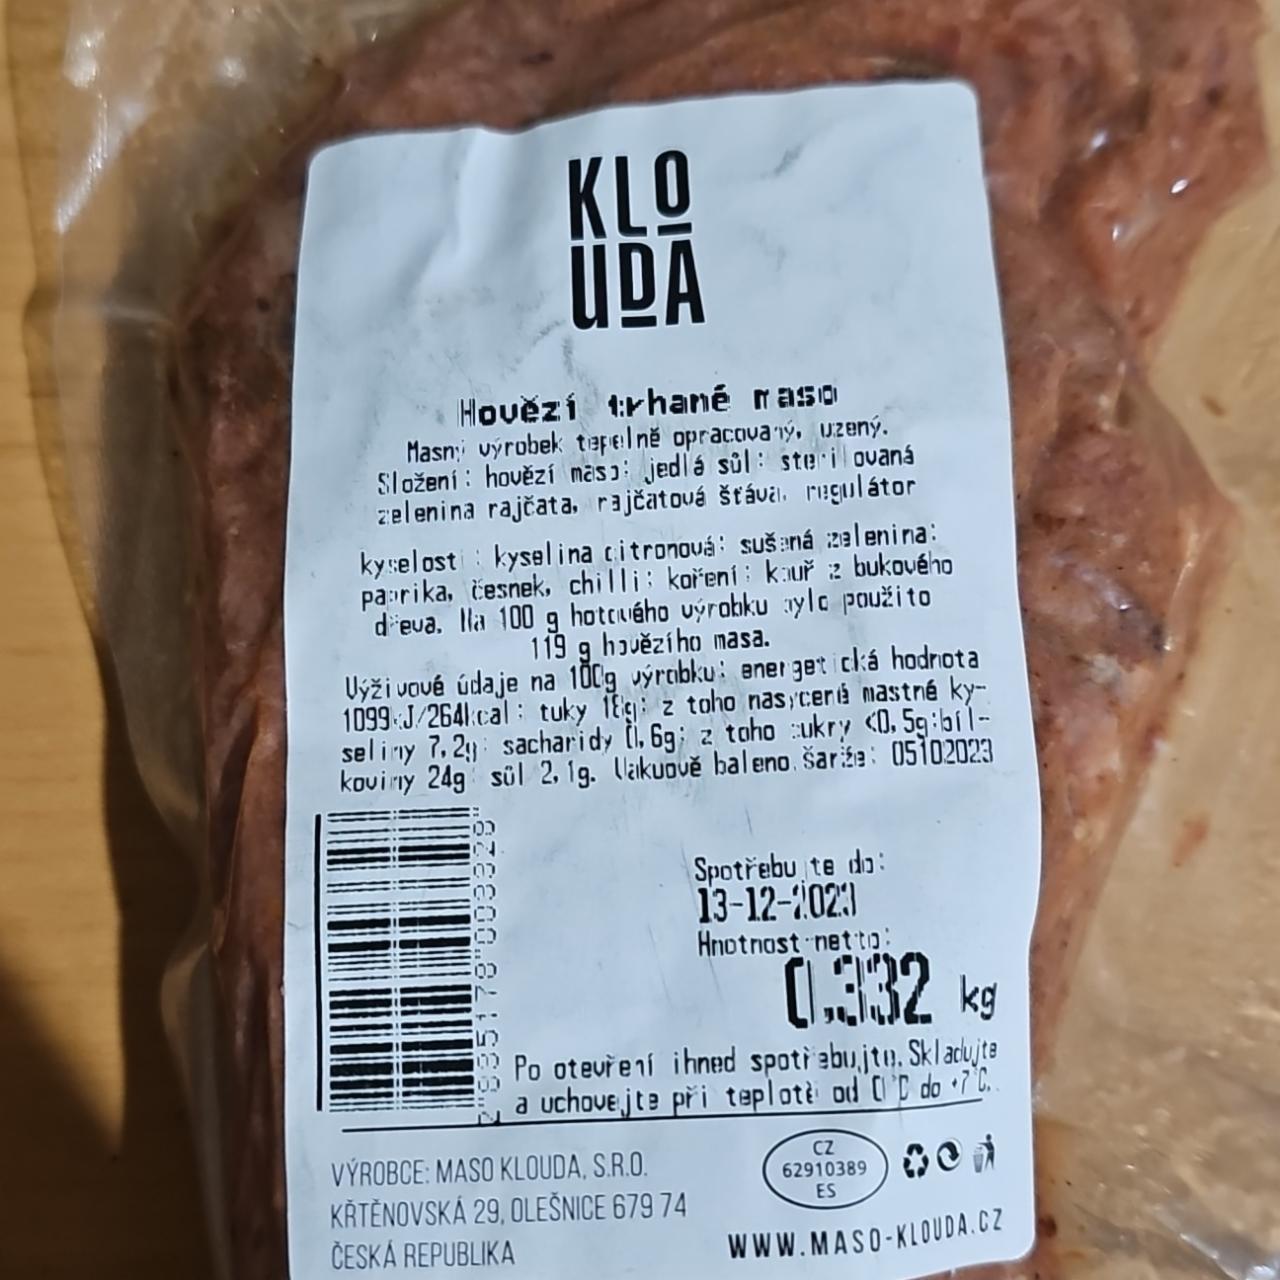 KLO
UDA
Hovězí trhané maso
Masný výrobek tepelně opracovaný, uzený.
Složení: hovězí maso; jedlá sůl; sterilovaná
zelenina rajčata, rajčatová šťáva, regulátor
kyselosti: kyselina citronová; sušená zelenina:
paprika, česnek, chilli; koření; kouř z bukového
dřeva. Na 100 g hotového výrobku bylo použito
119 g hovězího masa.
Výživové údaje na 100g výrobku: energetická hodnota
1099kJ/264kcal; tuky 18g; z toho nasycené mastné ky-
seliny 7,2g; sacharidy 0,6g; z toho cukry <0,5g;bíl-
koviny 24g; sůl 2,1g. Vakuově baleno. Šarže: 05102023
Spotřebujte do:
13-12-2023
Hmotnost netto:
0.332 kg
Po otevření ihned spotřebujte. Skladujte
a uchovejte při teplotě od 0°C do +7°C.
VÝROBCE: MASO KLOUDA, S.R.O.
KŘTĚNOVSKÁ 29, OLEŠNICE 679 74
ČESKÁ REPUBLIKA
CZ
62910389
ES
WWW.MASO-KLOUDA.CZ